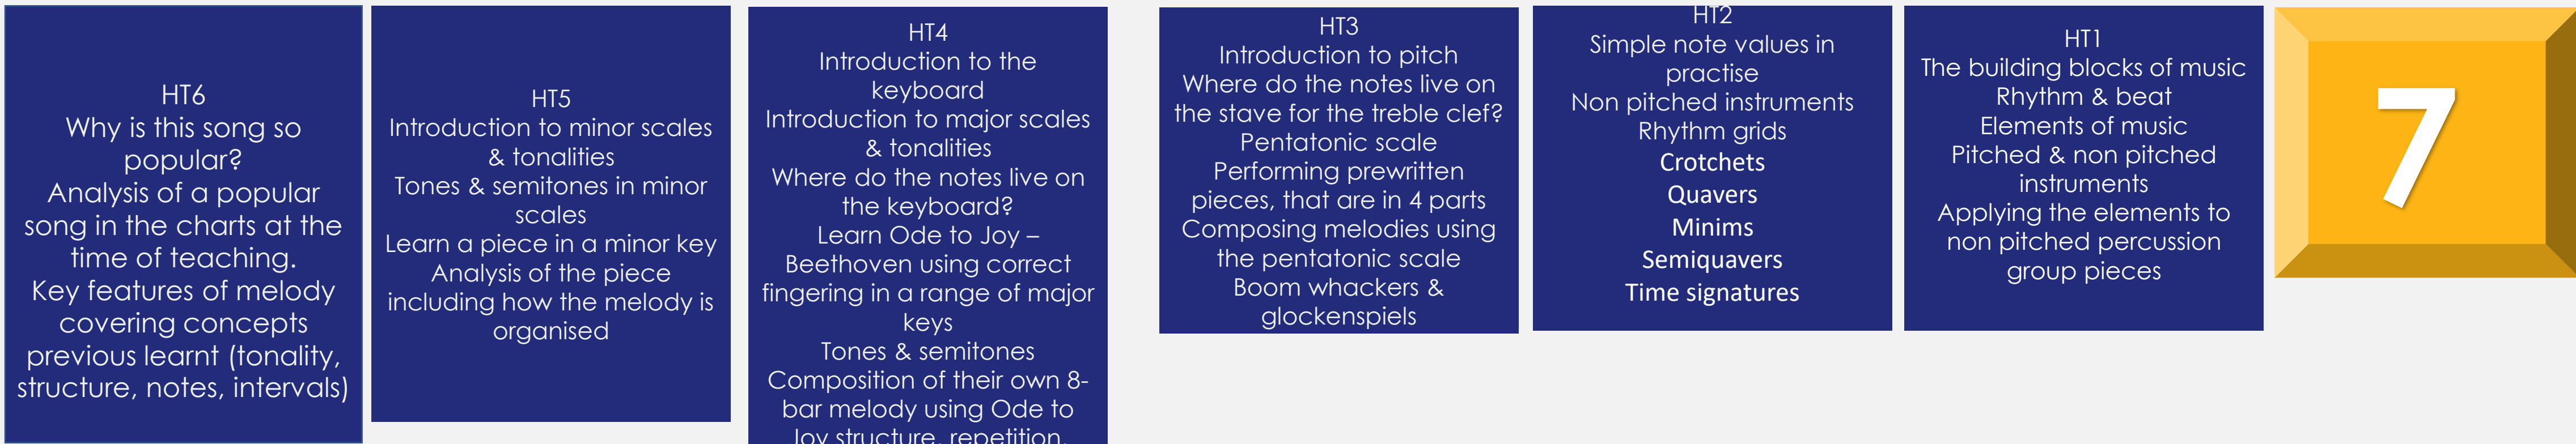 HT6
Why is this song so
popular?
Analysis of a popular
song in the charts at the
time of teaching.
Key features of melody
covering concepts
previous learnt (tonality,
structure, notes, intervals)
HT5
Introduction to minor scales
& tonalities
Tones & semitones in minor
scales
Learn a piece in a minor key
Analysis of the piece
including how the melody is
organised
HT4
Introduction to the
keyboard
Introduction to major scales
& tonalities
Where do the notes live on
the keyboard?
Learn Ode to Joy –
Beethoven using correct
fingering in a range of major
keys
Tones & semitones
Composition of their own 8-
bar melody using Ode to
Joy structure, repetition,
HT3
Introduction to pitch
Where do the notes live on
the stave for the treble clef?
Pentatonic scale
Performing prewritten
pieces, that are in 4 parts
Composing melodies using
the pentatonic scale
Boom whackers &
glockenspiels
HT2
Simple note values in
practise
Non pitched instruments
Rhythm grids
Crotchets
Quavers
Minims
Semiquavers
Time signatures
HT1
The building blocks of music
Rhythm & beat
Elements of music
Pitched & non pitched
instruments
Applying the elements to
non pitched percussion
group pieces
7